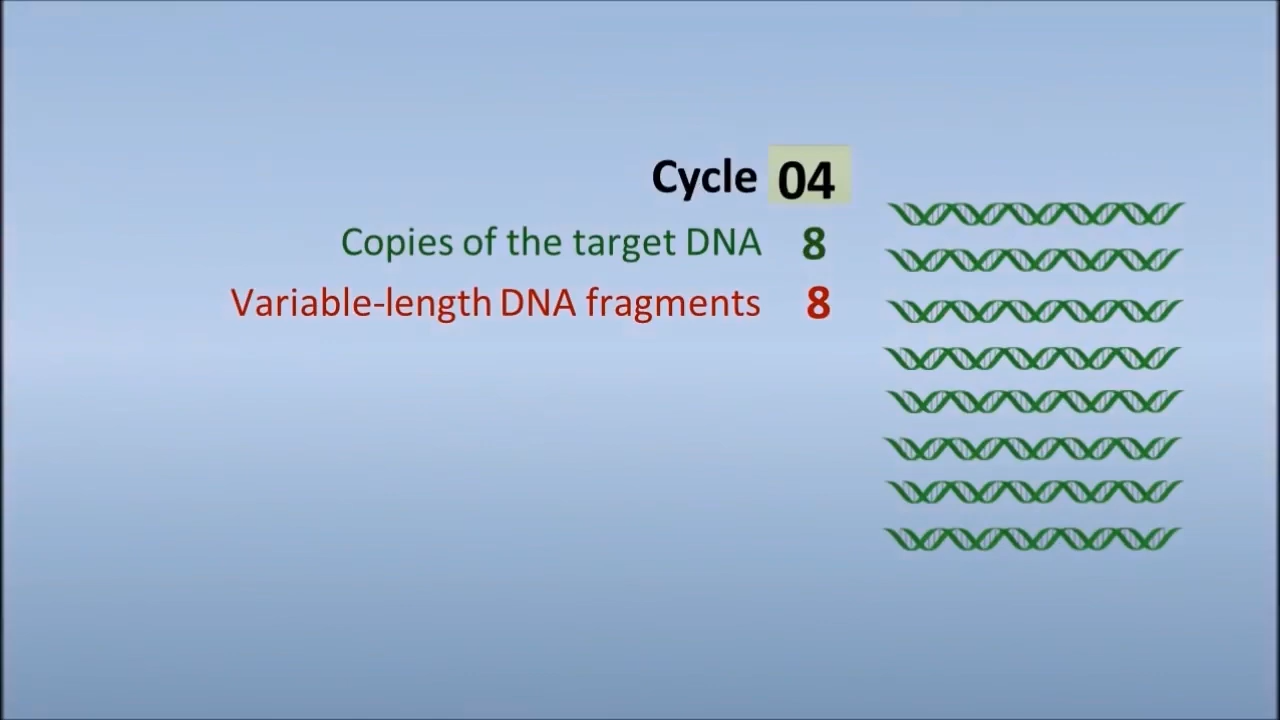 Cycle 04
Copies of the target DNA 8
Variable-length DNA fragments 8